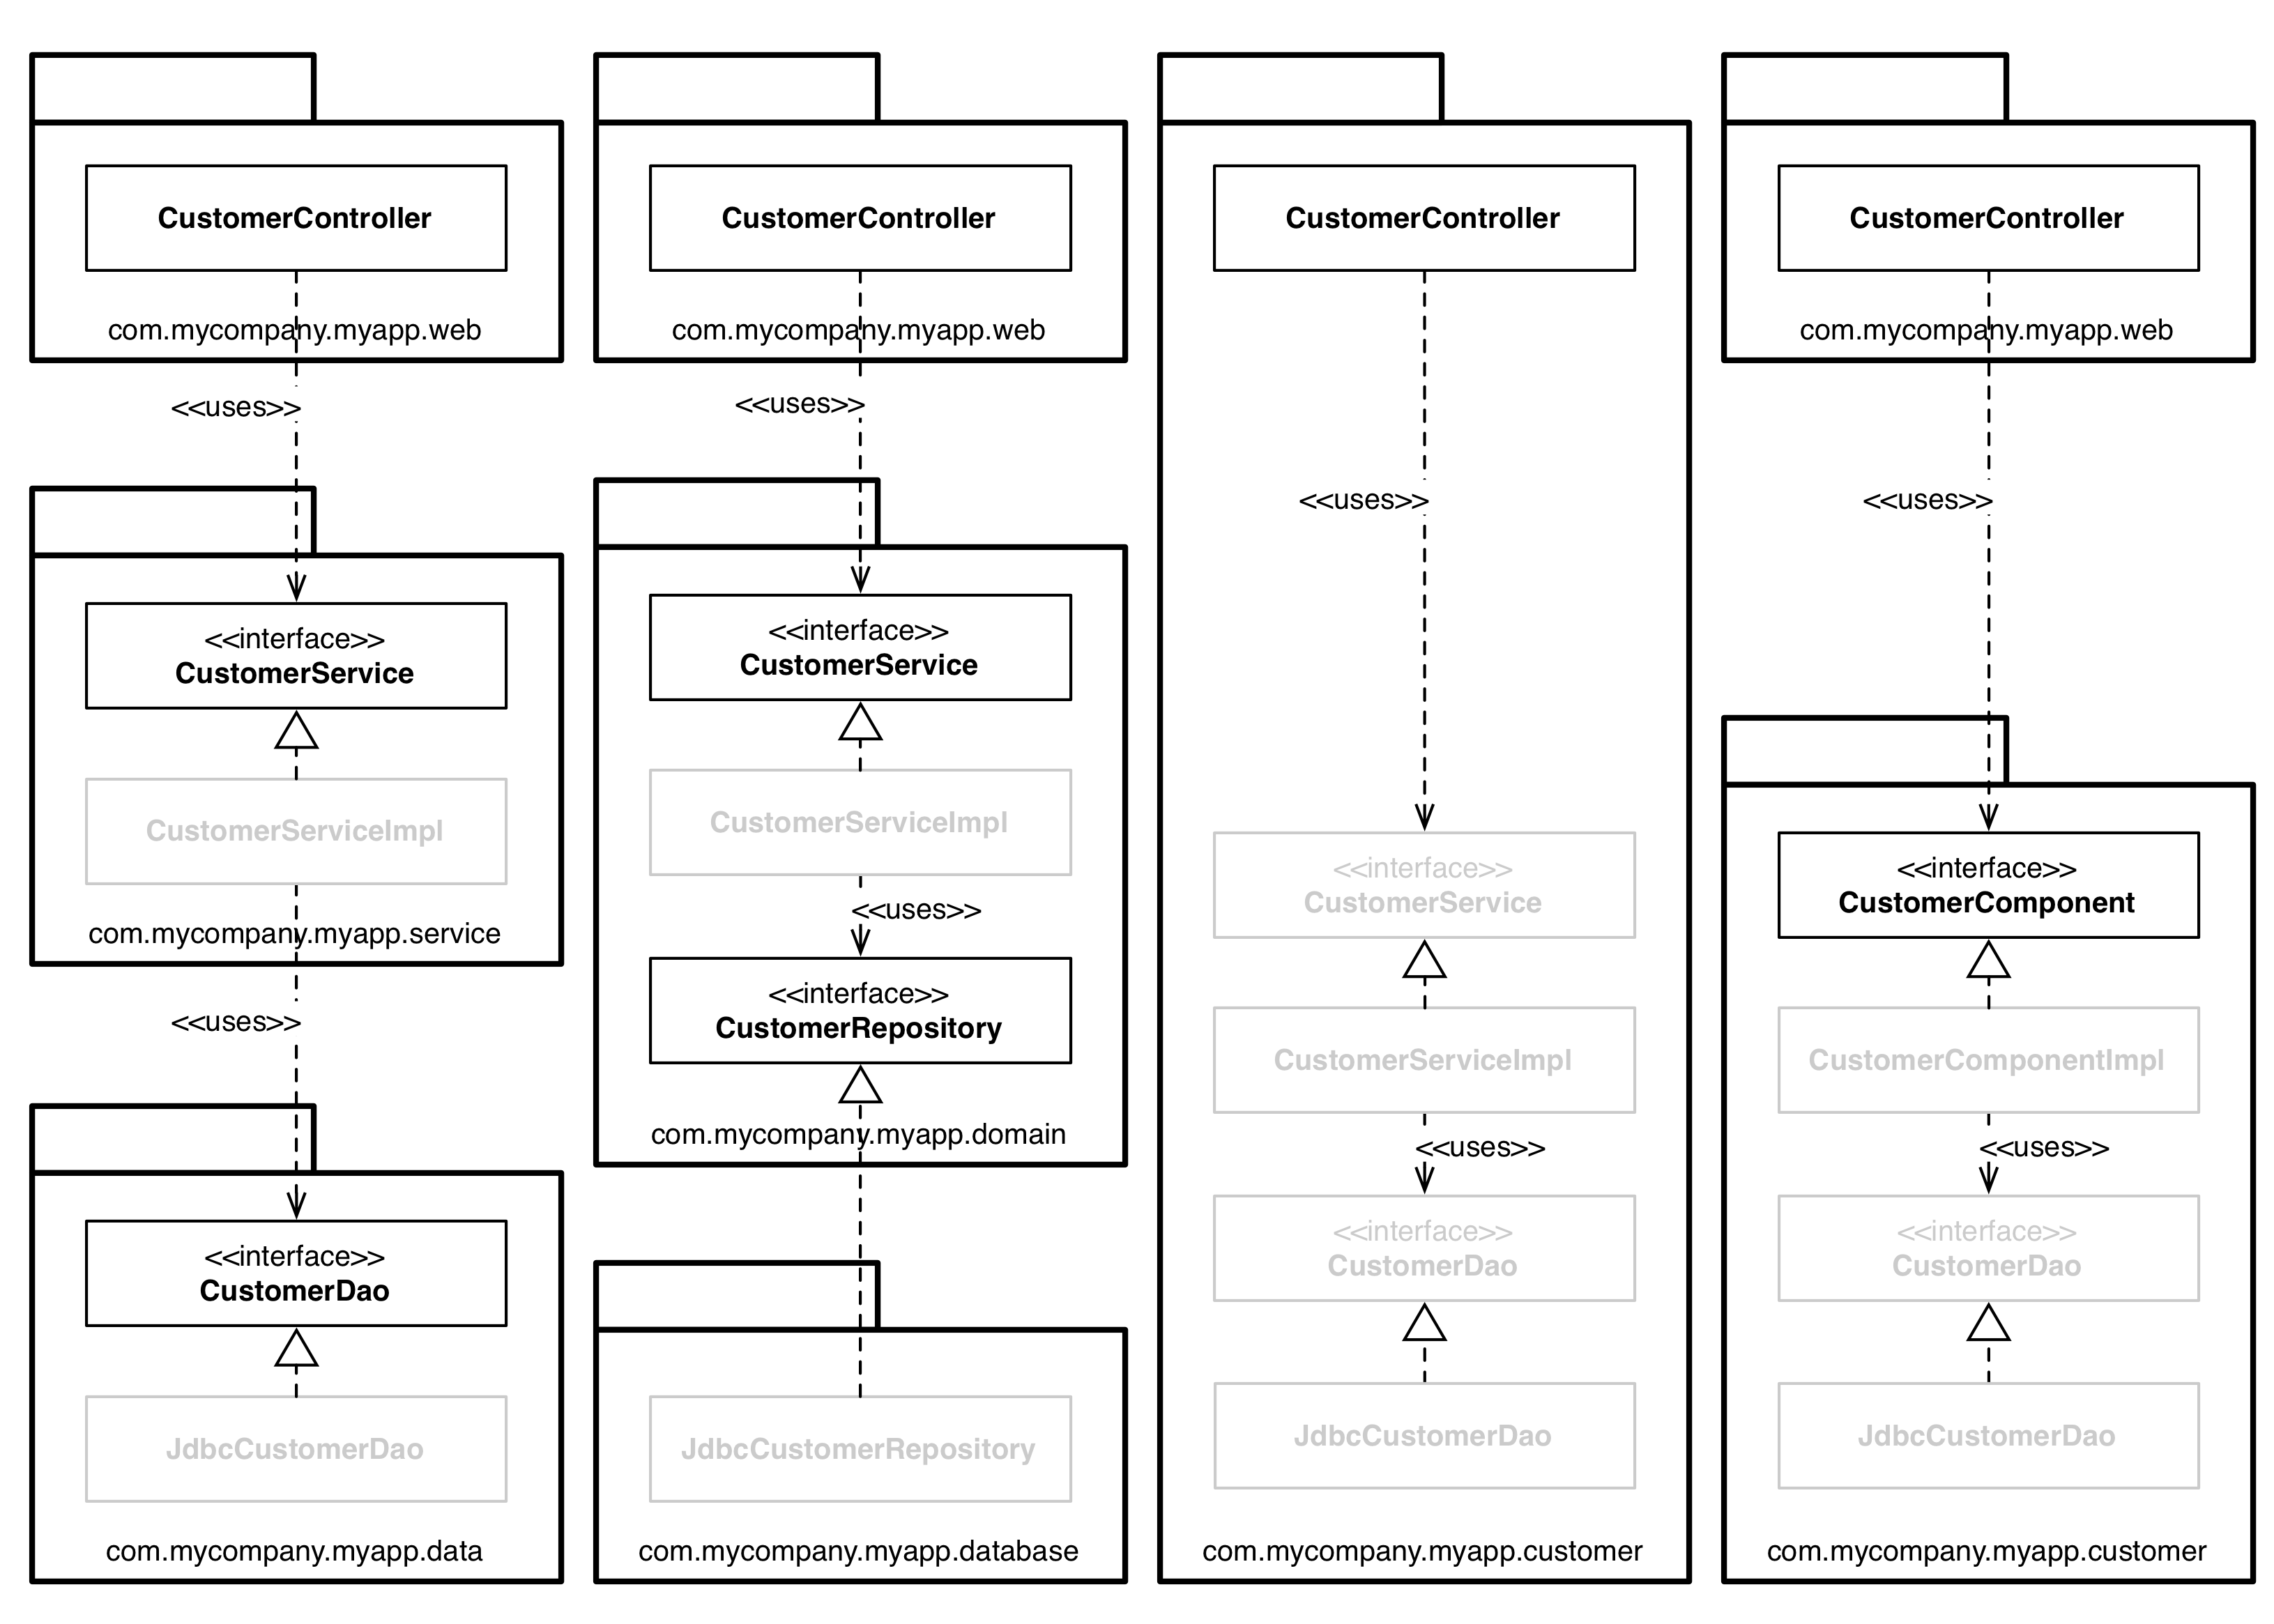 CustomerController
com.mycompany.myapp.web
<<uses>>
<<interface>>
CustomerService
CustomerServiceImpl
com.mycompany.myapp.service
<<uses>>
<<interface>>
CustomerDao
JdbcCustomerDao
com.mycompany.myapp.data
CustomerController
com.mycompany.myapp.web
<<uses>>
<<interface>>
CustomerService
CustomerServiceImpl
<<uses>>
<<interface>>
CustomerRepository
com.mycompany.myapp.domain
JdbcCustomerRepository
com.mycompany.myapp.database
CustomerController
<<uses>>
<<interface>>
CustomerService
CustomerServiceImpl
<<uses>>
<<interface>>
CustomerDao
JdbcCustomerDao
com.mycompany.myapp.customer
CustomerController
com.mycompany.myapp.web
<<uses>>
<<interface>>
CustomerComponent
CustomerComponentImpl
<<uses>>
<<interface>>
CustomerDao
JdbcCustomerDao
com.mycompany.myapp.customer